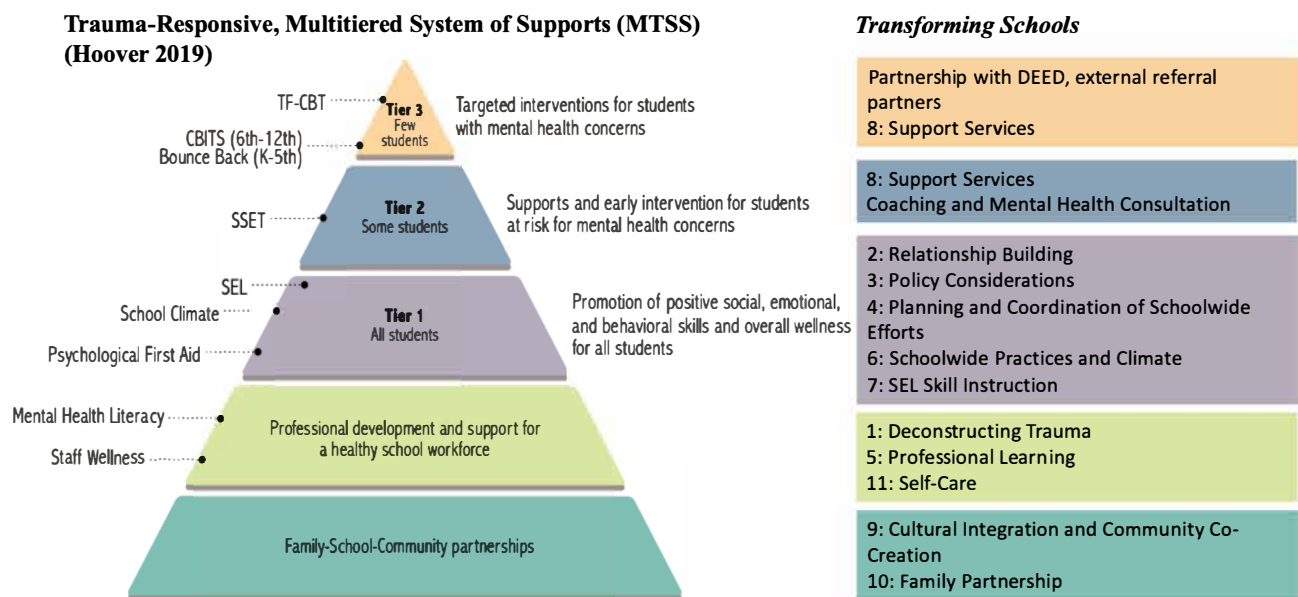 Trauma-Responsive, Multitiered System of Supports (MTSS)
(Hoover 2019)
TF-CBT
CBITS (6th-12th)
Bounce Back (K-5th)
Tier 3
Few
students
Targeted interventions for students
with mental health concerns
SSET
Tier 2
Some students
Supports and early intervention for students
at risk for mental health concerns
SEL
School Climate
Psychological First Aid
Tier 1
All students
Promotion of positive social, emotional,
and behavioral skills and overall wellness
for all students
Mental Health Literacy
Staff Wellness
Professional development and support for
a healthy school workforce
Family-School-Community partnerships
Transforming Schools
Partnership with DEED, external referral
partners
8: Support Services
8: Support Services
Coaching and Mental Health Consultation
2: Relationship Building
3: Policy Considerations
4: Planning and Coordination of Schoolwide
Efforts
6: Schoolwide Practices and Climate
7: SEL Skill Instruction
1: Deconstructing Trauma
5: Professional Learning
11: Self-Care
9: Cultural Integration and Community Co-
Creation
10: Family Partnership